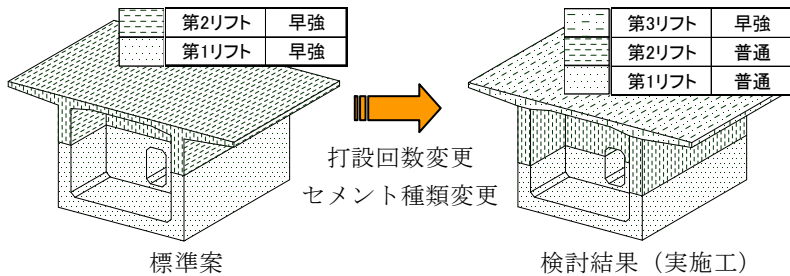 第2リフト 早強
第1リフト 早強
第3リフト 早強
第2リフト 普通
第1リフト 普通
打設回数変更
セメント種類変更
標準案
検討結果（実施工）